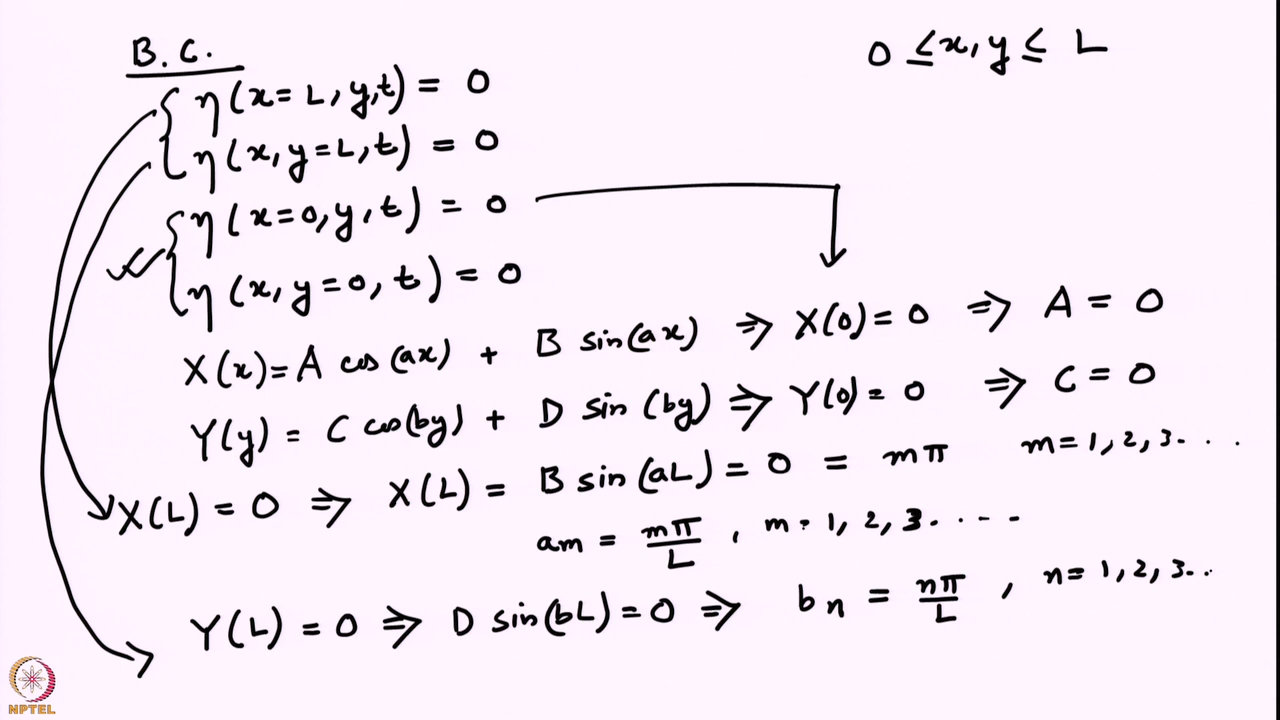 B.C.
0 ≤ x, y ≤ L
η(x=L, y,t) = 0
η(x, y=L, t) = 0
η(x=0, y, t) = 0
η(x, y=0, t) = 0
X(x) = A cos(ax) + B sin(ax) ⇒ X(0) = 0 ⇒ A = 0
Y(y) = C cos(by) + D sin(by) ⇒ Y(0) = 0 ⇒ C = 0
X(L) = 0 ⇒ X(L) = B sin(aL) = 0 = mπ m = 1, 2, 3....
am = mπ/L , m = 1, 2, 3.....
Y(L) = 0 ⇒ D sin(bL) = 0 ⇒ bn = nπ/L , n = 1, 2, 3...
NPTEL